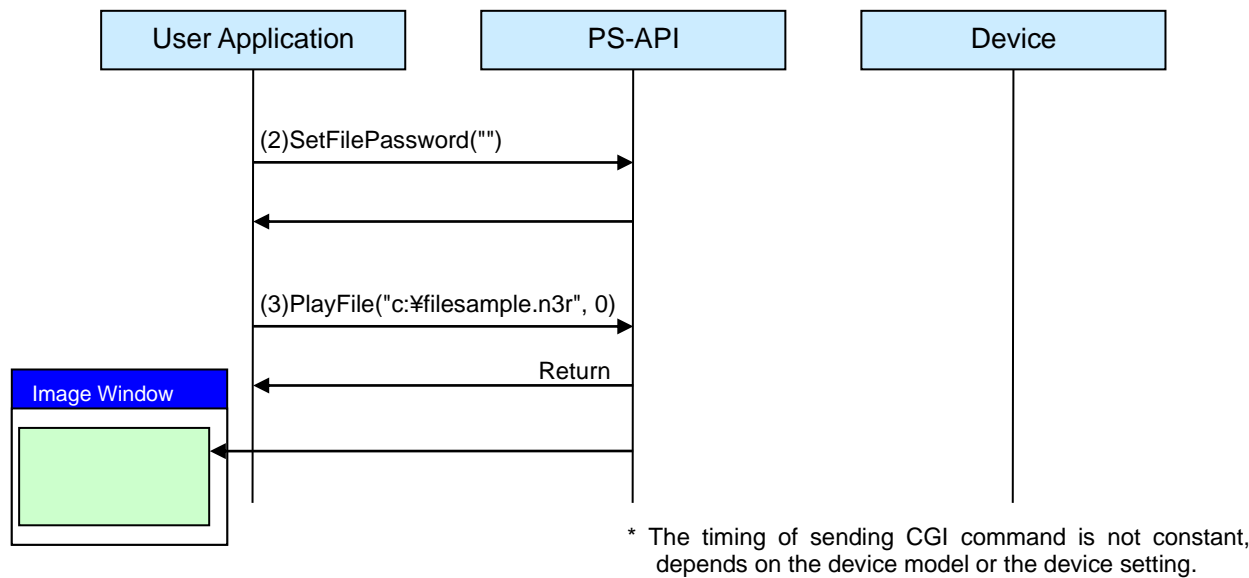 User Application
PS-API
Device
(2)SetFilePassword("")
(3)PlayFile("c:¥filesample.n3r", 0)
Return
Image Window
* The timing of sending CGI command is not constant,
depends on the device model or the device setting.